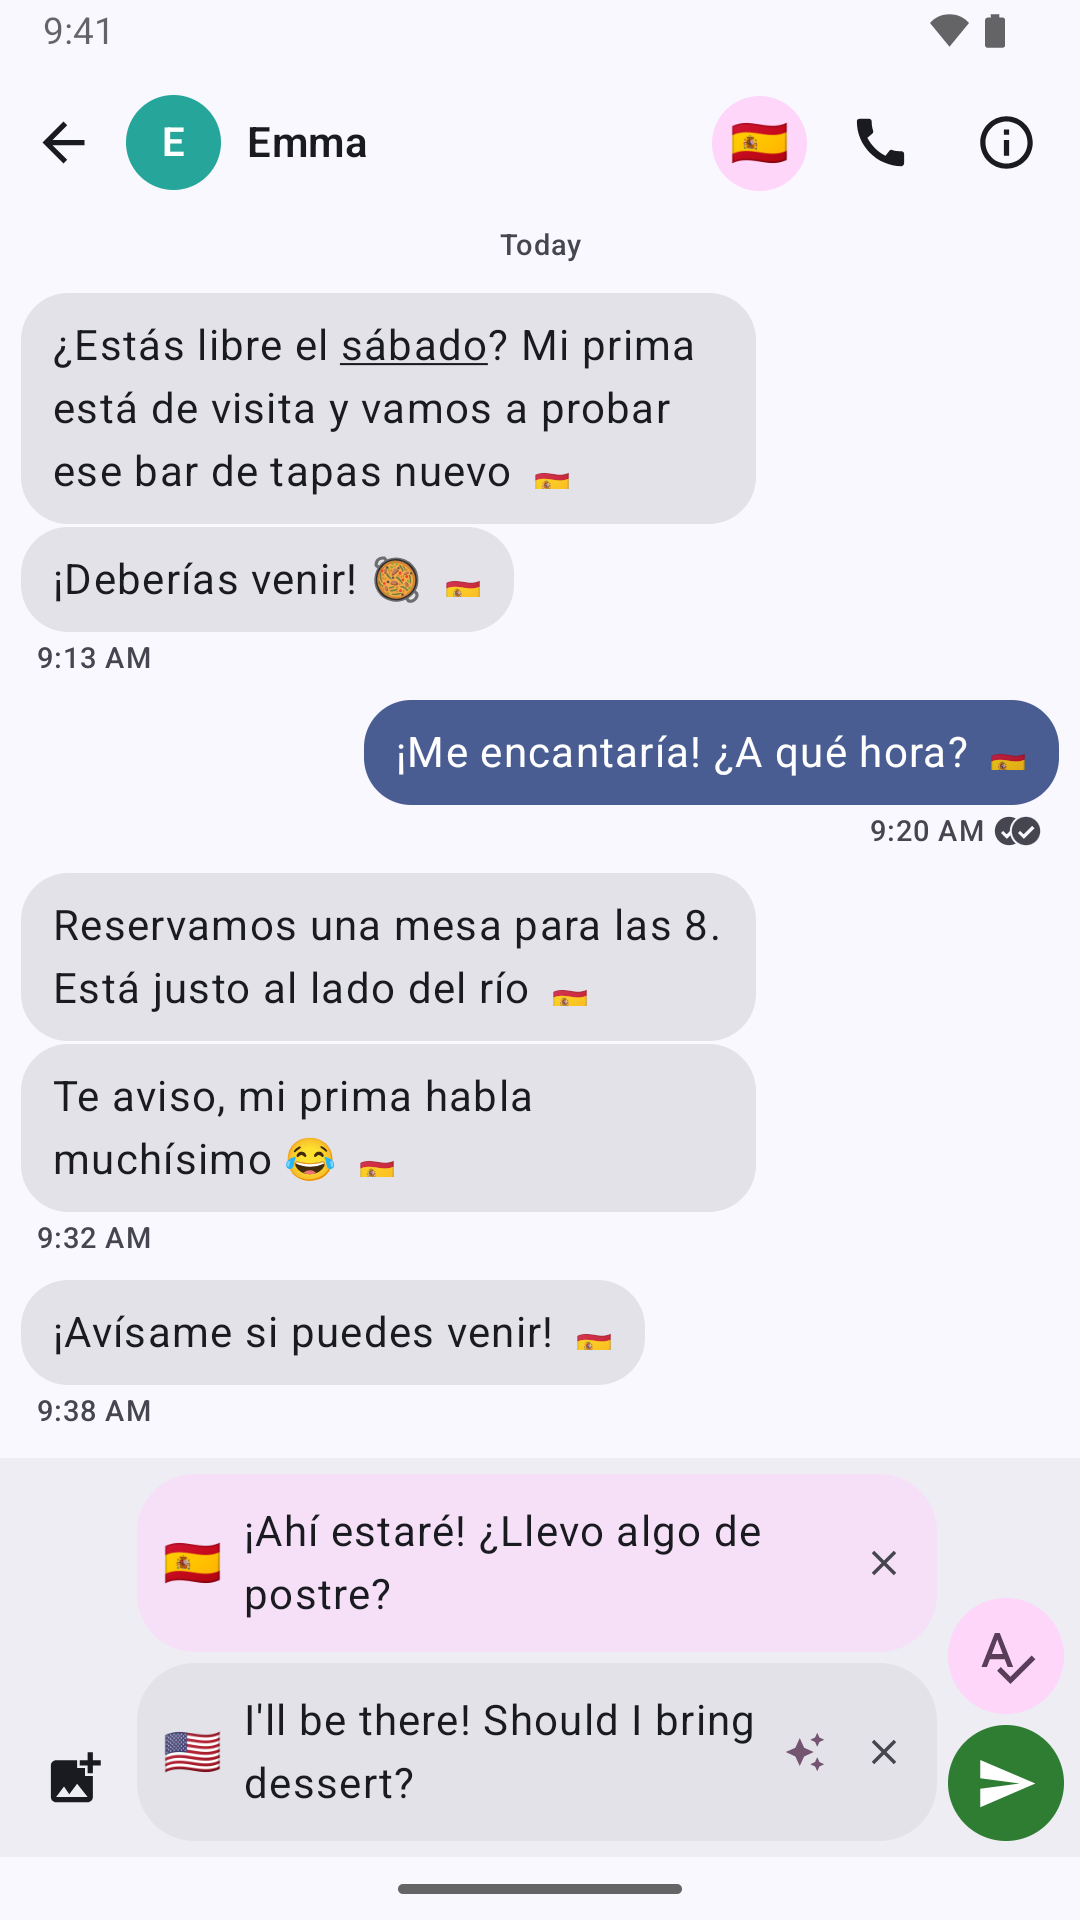 9:41
E Emma
Today
¿Estás libre el sábado? Mi prima
está de visita y vamos a probar
ese bar de tapas nuevo 🇪🇸
¡Deberías venir! 🥘 🇪🇸
9:13 AM
¡Me encantaría! ¿A qué hora? 🇪🇸
9:20 AM
Reservamos una mesa para las 8.
Está justo al lado del río 🇪🇸
Te aviso, mi prima habla
muchísimo 😂 🇪🇸
9:32 AM
¡Avísame si puedes venir! 🇪🇸
9:38 AM
¡Ahí estaré! ¿Llevo algo de
postre?
I'll be there! Should I bring
dessert?